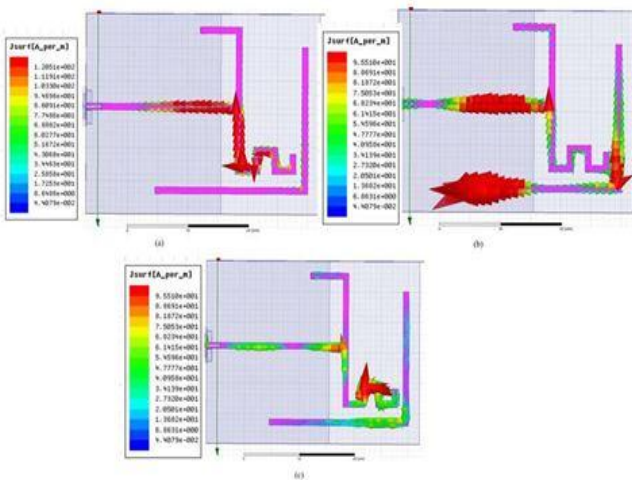 Jsurf[A_per_m]
1.2051e+002
1.1191e+002
1.0330e+002
9.4696e+001
8.6091e+001
7.7486e+001
6.0277e+001
5.1672e+001
4.3068e+001
3.4463e+001
2.5858e+001
1.7253e+001
8.6486e+000
4.4079e-002
(a)
Jsurf[A_per_m]
9.5510e+001
8.8691e+001
8.1872e+001
7.5053e+001
6.8234e+001
6.1415e+001
5.4596e+001
4.7777e+001
4.0958e+001
3.4139e+001
2.7320e+001
2.0501e+001
1.3682e+001
6.8631e+000
4.4079e-002
(b)
Jsurf[A_per_m]
9.5510e+001
8.8691e+001
8.1872e+001
7.5053e+001
6.8234e+001
6.1415e+001
5.4596e+001
4.7777e+001
4.0958e+001
3.4139e+001
2.7320e+001
2.0501e+001
1.3682e+001
6.8631e+000
4.4079e-002
(c)